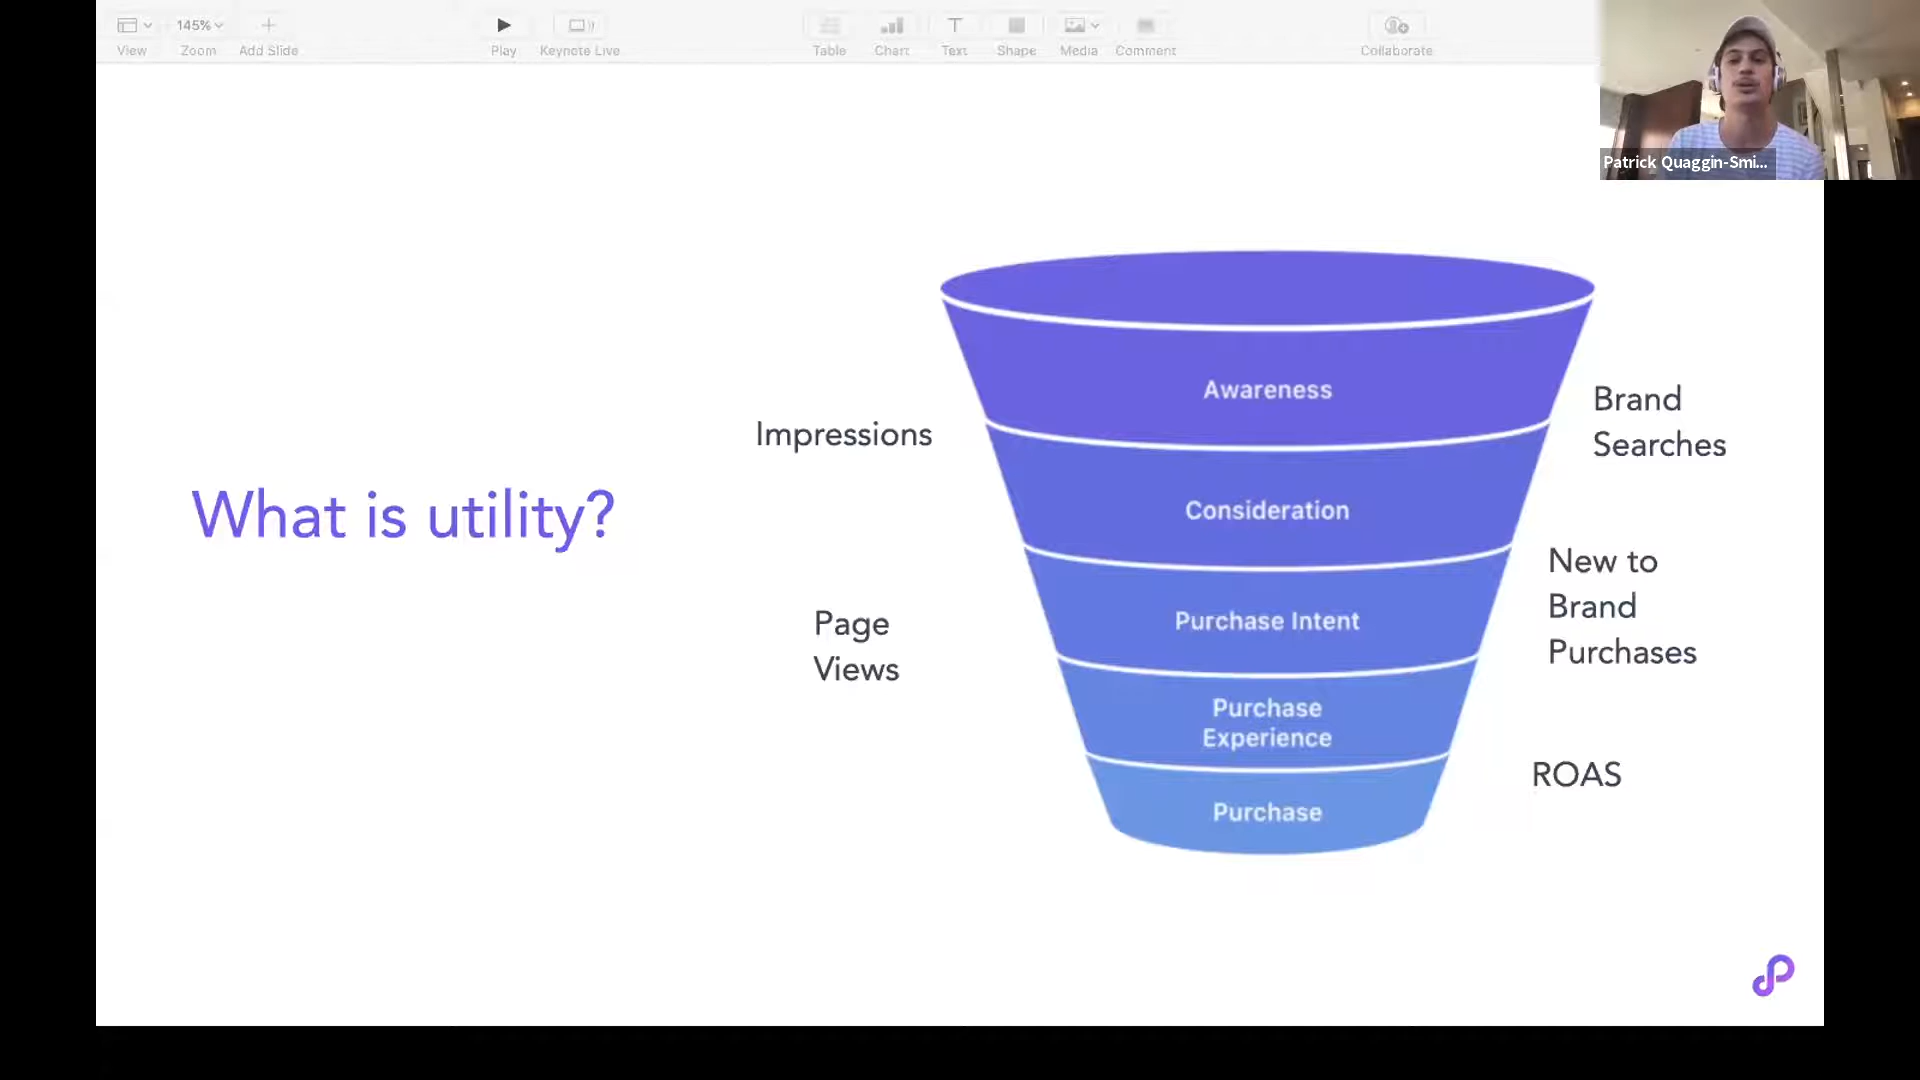 145%
View
Zoom
Add Slide
Play
Keynote Live
Table
Chart
Text
Shape
Media
Comment
Collaborate
Patrick Quaggin-Smi...
What is utility?
Impressions
Page
Views
Awareness
Consideration
Purchase Intent
Purchase
Experience
Purchase
Brand
Searches
New to
Brand
Purchases
ROAS